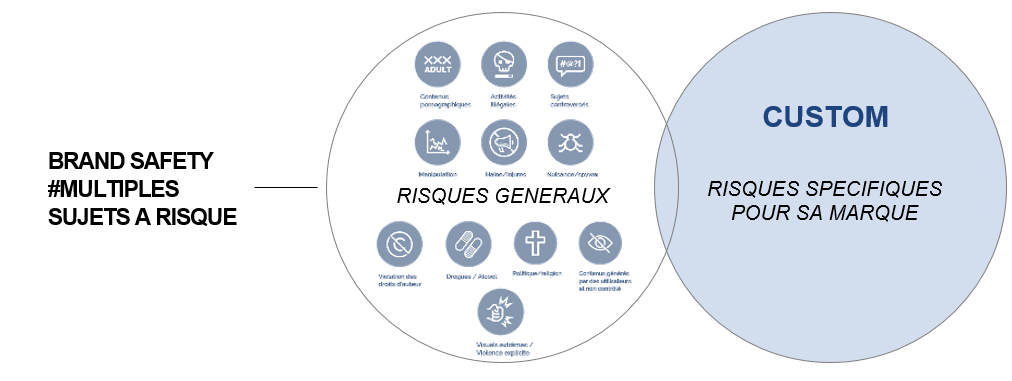 BRAND SAFETY
#MULTIPLES
SUJETS A RISQUE
XXX
ADULT
#@?!
Contenus
pornographiques
Activités
illégales
Sujets
controversés
Manipulation
Haine/Injures
Nuisance/spyware
RISQUES GENERAUX
Violation des
droits d'auteur
Drogues / Alcool
Politique/religion
Contenus générés
par des utilisateurs
et non contrôlé
Visuels extrêmes /
Violence explicite
CUSTOM
RISQUES SPECIFIQUES
POUR SA MARQUE